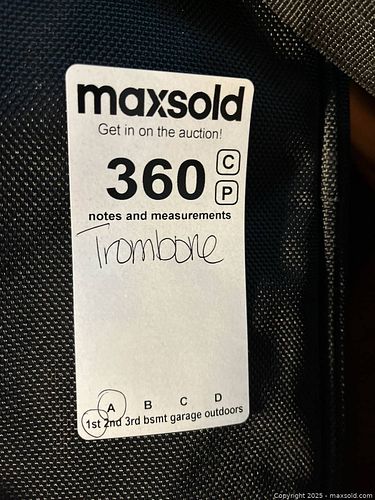 maxsold
Get in on the auction!
360 C
P
notes and measurements
Trombone
A B C D
1st 2nd 3rd bsmt garage outdoors
Copyright 2025 - maxsold.com